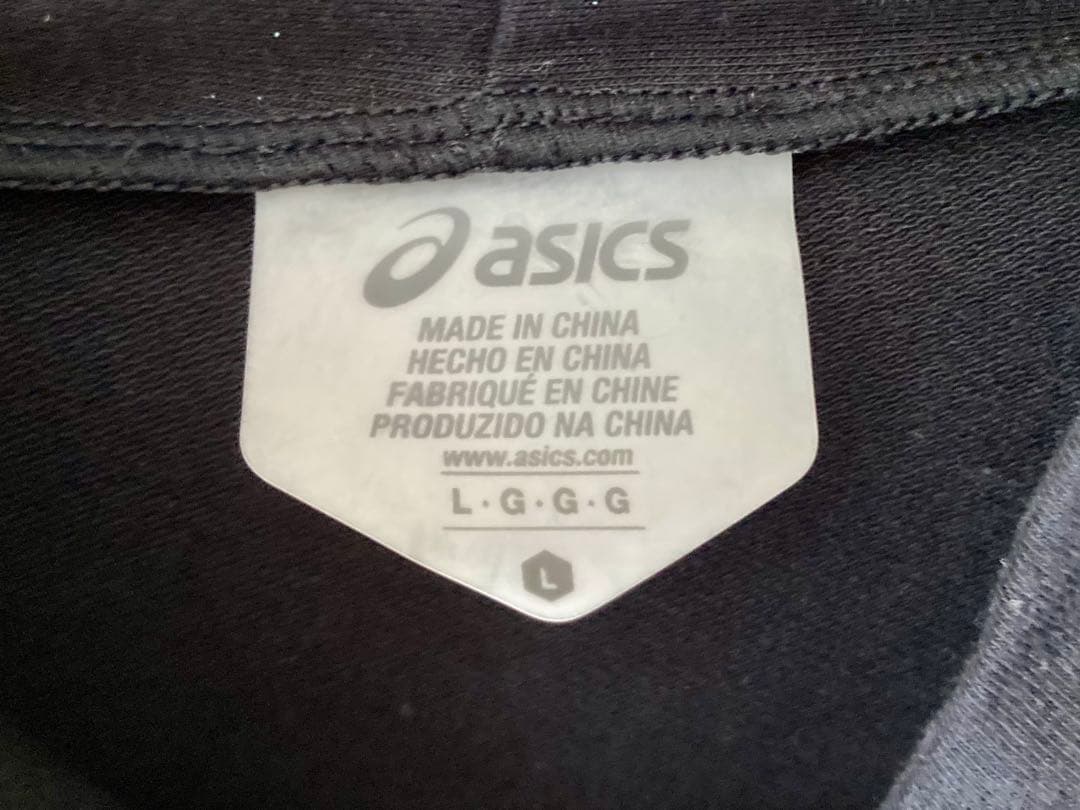 asics
MADE IN CHINA
HECHO EN CHINA
FABRIQUÉ EN CHINE
PRODUZIDO NA CHINA
www.asics.com
L·G·G·G
L